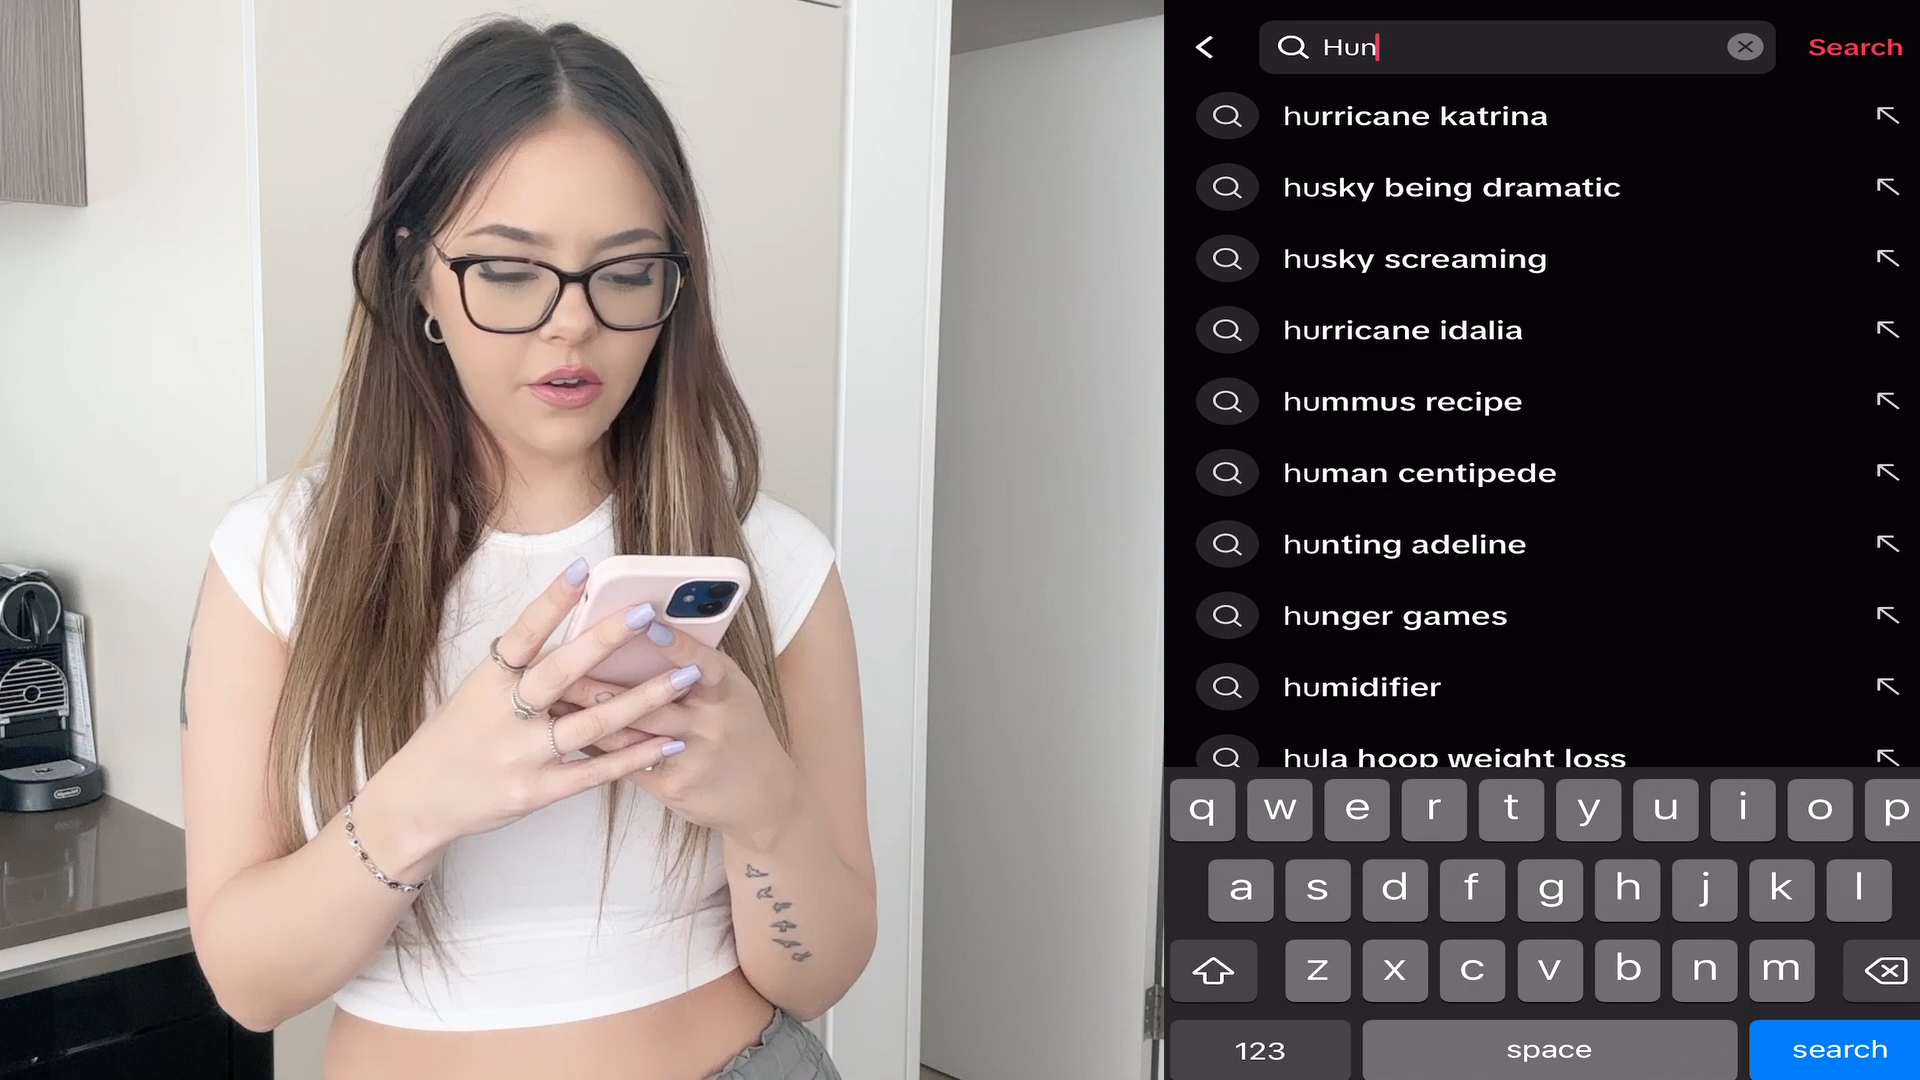 Hun
Search
hurricane katrina
husky being dramatic
husky screaming
hurricane idalia
hummus recipe
human centipede
hunting adeline
hunger games
humidifier
hula hoop weight loss
q w e r t y u i o p
a s d f g h j k l
z x c v b n m
123 space search
DeLonghi